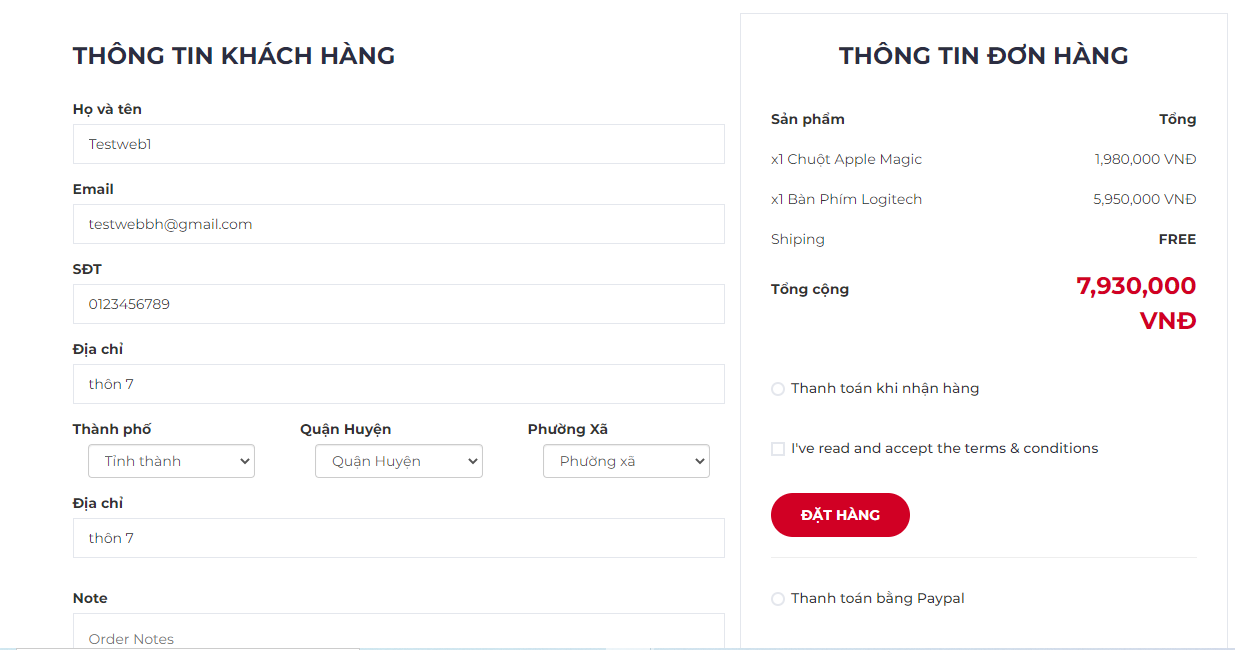 THÔNG TIN KHÁCH HÀNG
Họ và tên
Testweb1
Email
testwebbh@gmail.com
SĐT
0123456789
Địa chỉ
thôn 7
Thành phố Quận Huyện Phường Xã
Tỉnh thành Quận Huyện Phường xã
Địa chỉ
thôn 7
Note
Order Notes
THÔNG TIN ĐƠN HÀNG
Sản phẩm Tổng
x1 Chuột Apple Magic 1,980,000 VNĐ
x1 Bàn Phím Logitech 5,950,000 VNĐ
Shiping FREE
Tổng cộng 7,930,000
VNĐ
Thanh toán khi nhận hàng
I've read and accept the terms & conditions
ĐẶT HÀNG
Thanh toán bằng Paypal